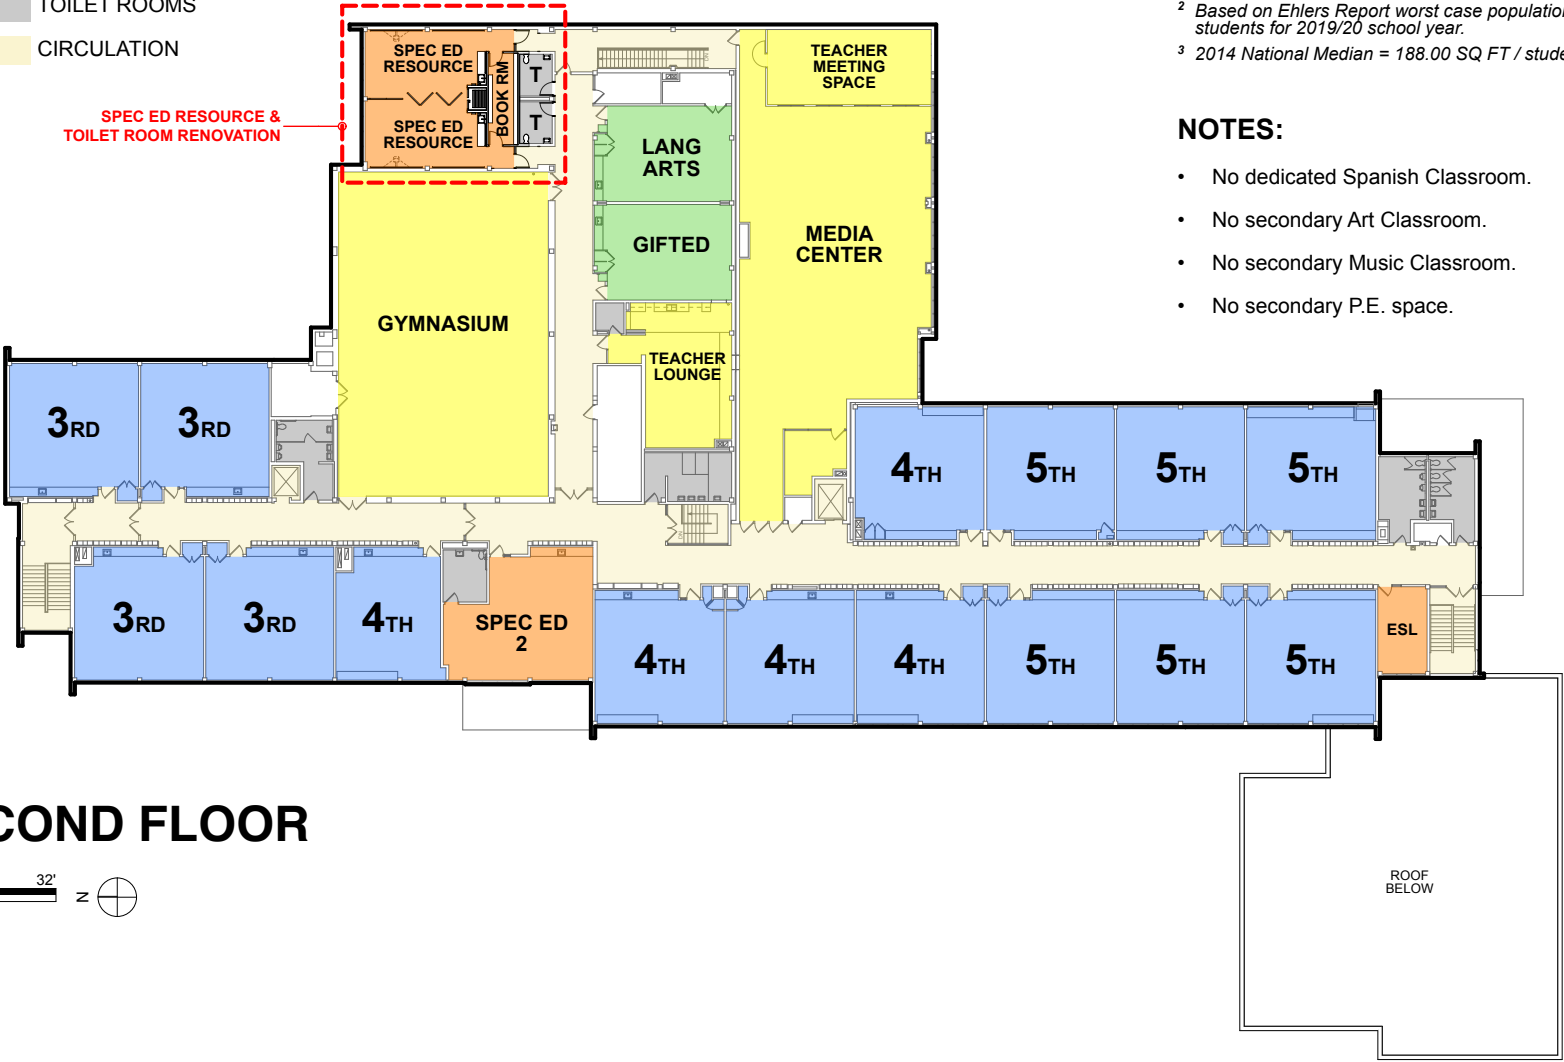 TOILET ROOMS
CIRCULATION
² Based on Ehlers Report worst case population
students for 2019/20 school year.
³ 2014 National Median = 188.00 SQ FT / stude
NOTES:
• No dedicated Spanish Classroom.
• No secondary Art Classroom.
• No secondary Music Classroom.
• No secondary P.E. space.
SPEC ED RESOURCE &
TOILET ROOM RENOVATION
SPEC ED
RESOURCE
SPEC ED
RESOURCE
BOOK RM
T
T
DN
TEACHER
MEETING
SPACE
LANG
ARTS
GIFTED
MEDIA
CENTER
GYMNASIUM
TEACHER
LOUNGE
3RD
3RD
4TH
5TH
5TH
5TH
DN
3RD
3RD
4TH
SPEC ED
2
4TH
4TH
4TH
5TH
5TH
5TH
ESL
COND FLOOR
32'
N
ROOF
BELOW